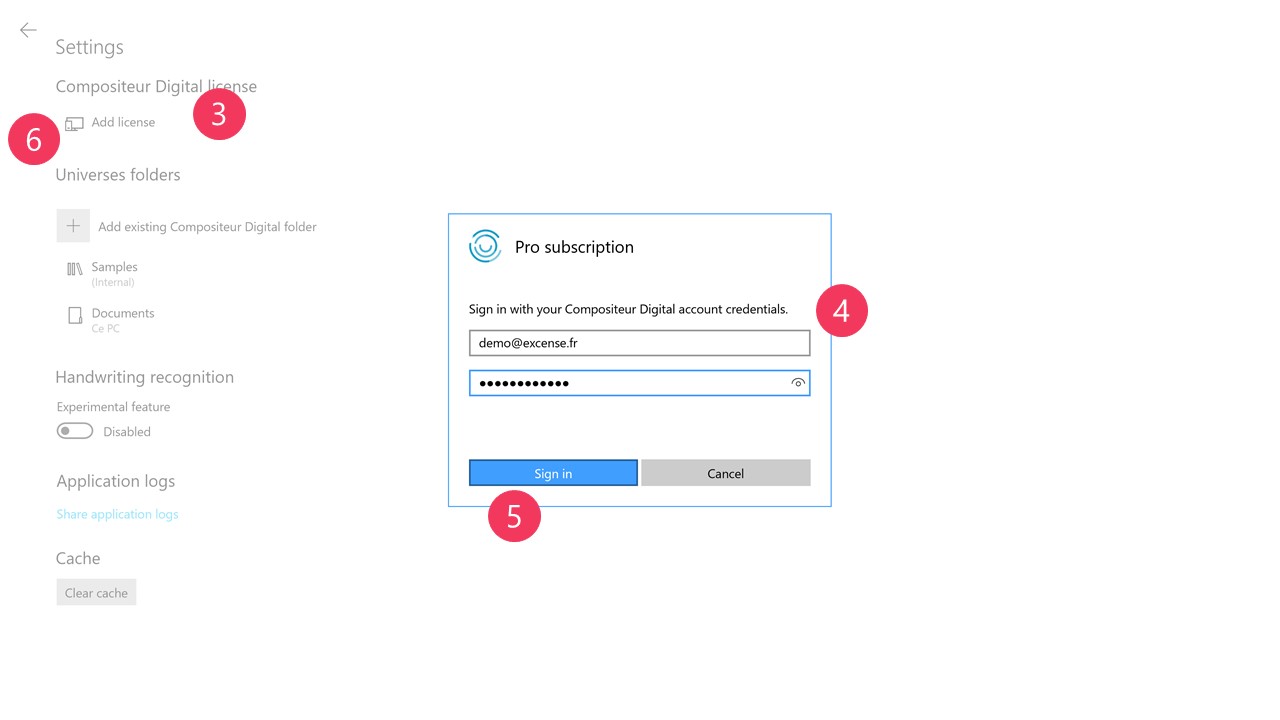 Settings
Compositeur Digital license
3
6
Add license
Universes folders
Add existing Compositeur Digital folder
Samples
(Internal)
Documents
Ce PC
Handwriting recognition
Experimental feature
Disabled
Application logs
Share application logs
Cache
Clear cache
Pro subscription
Sign in with your Compositeur Digital account credentials.
4
demo@excense.fr
●●●●●●●●●●●●
Sign in
Cancel
5